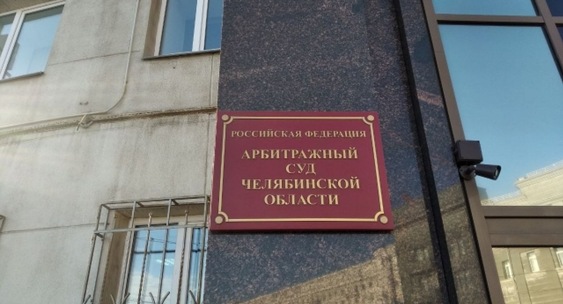 РОССИЙСКАЯ ФЕДЕРАЦИЯ
АРБИТРАЖНЫЙ
СУД
ЧЕЛЯБИНСКОЙ
ОБЛАСТИ